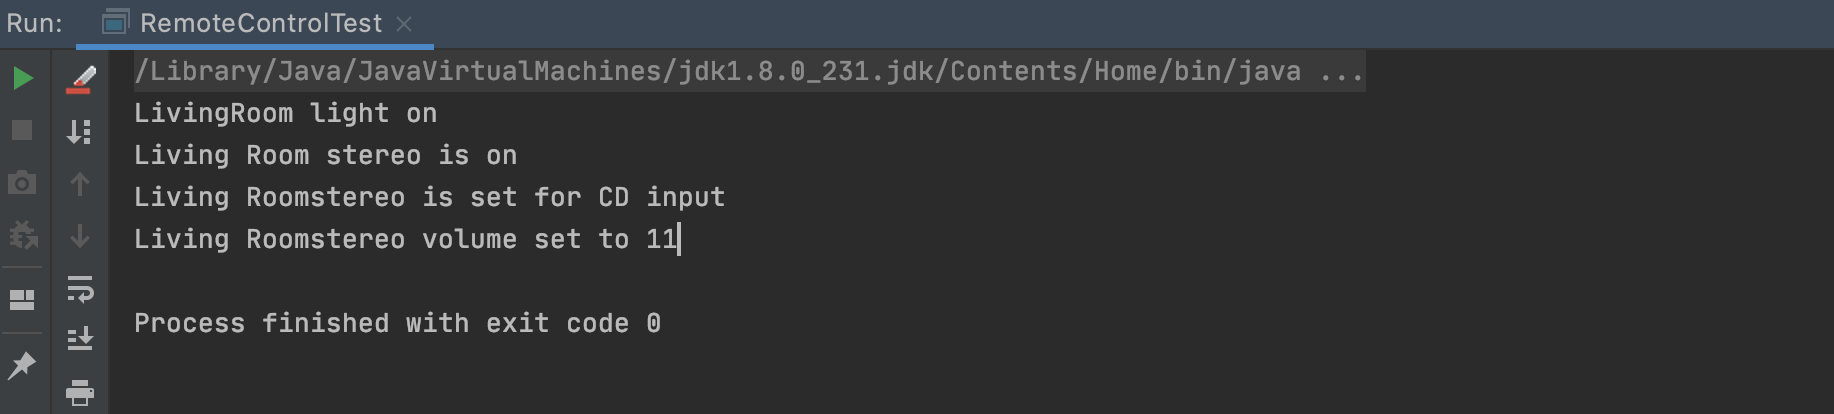 Run: RemoteControlTest
/Library/Java/JavaVirtualMachines/jdk1.8.0_231.jdk/Contents/Home/bin/java ...
LivingRoom light on
Living Room stereo is on
Living Roomstereo is set for CD input
Living Roomstereo volume set to 11
Process finished with exit code 0